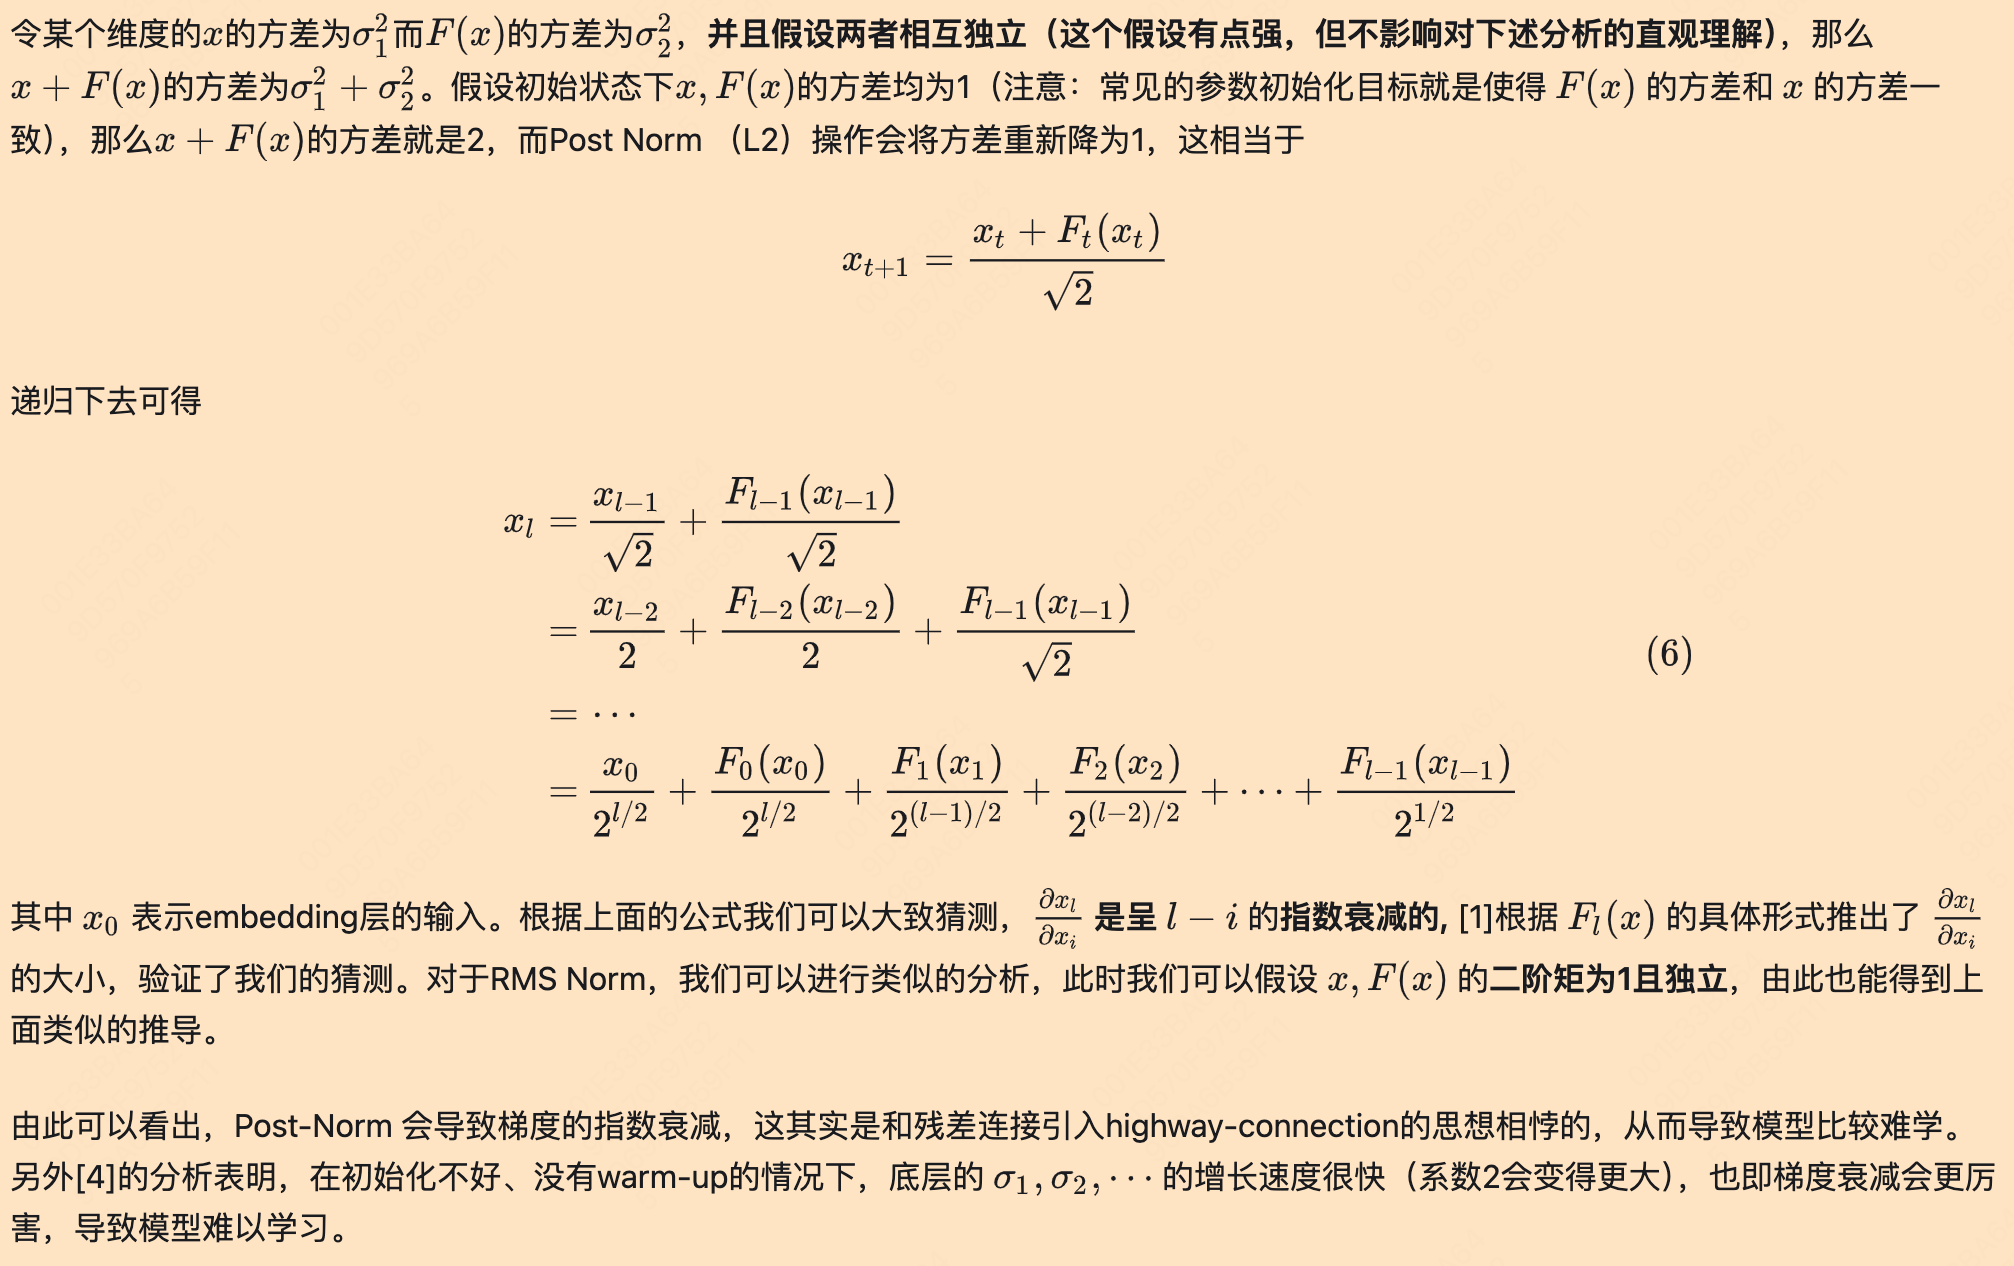 令某个维度的x的方差为σ₁²而F(x)的方差为σ₂²，并且假设两者相互独立（这个假设有点强，但不影响对下述分析的直观理解），那么
x + F(x)的方差为σ₁² + σ₂²。假设初始状态下x, F(x)的方差均为1（注意：常见的参数初始化目标就是使得 F(x) 的方差和 x 的方差一
致），那么x + F(x)的方差就是2，而Post Norm （L2）操作会将方差重新降为1，这相当于
x_{t+1} = \frac{x_t + F_t(x_t)}{\sqrt{2}}
递归下去可得
x_l = \frac{x_{l-1}}{\sqrt{2}} + \frac{F_{l-1}(x_{l-1})}{\sqrt{2}}
= \frac{x_{l-2}}{2} + \frac{F_{l-2}(x_{l-2})}{2} + \frac{F_{l-1}(x_{l-1})}{\sqrt{2}}
(6)
= ⋯
= \frac{x_0}{2^{l/2}} + \frac{F_0(x_0)}{2^{l/2}} + \frac{F_1(x_1)}{2^{(l-1)/2}} + \frac{F_2(x_2)}{2^{(l-2)/2}} + ⋯ + \frac{F_{l-1}(x_{l-1})}{2^{1/2}}
其中 x_0 表示embedding层的输入。根据上面的公式我们可以大致猜测，\frac{∂x_l}{∂x_i} 是呈 l − i 的指数衰减的, [1]根据 F_l(x) 的具体形式推出了 \frac{∂x_l}{∂x_i}
的大小，验证了我们的猜测。对于RMS Norm，我们可以进行类似的分析，此时我们可以假设 x, F(x) 的二阶矩为1且独立，由此也能得到上
面类似的推导。
由此可以看出，Post-Norm 会导致梯度的指数衰减，这其实是和残差连接引入highway-connection的思想相悖的，从而导致模型比较难学。
另外[4]的分析表明，在初始化不好、没有warm-up的情况下，底层的 σ₁, σ₂, ⋯ 的增长速度很快（系数2会变得更大），也即梯度衰减会更厉
害，导致模型难以学习。